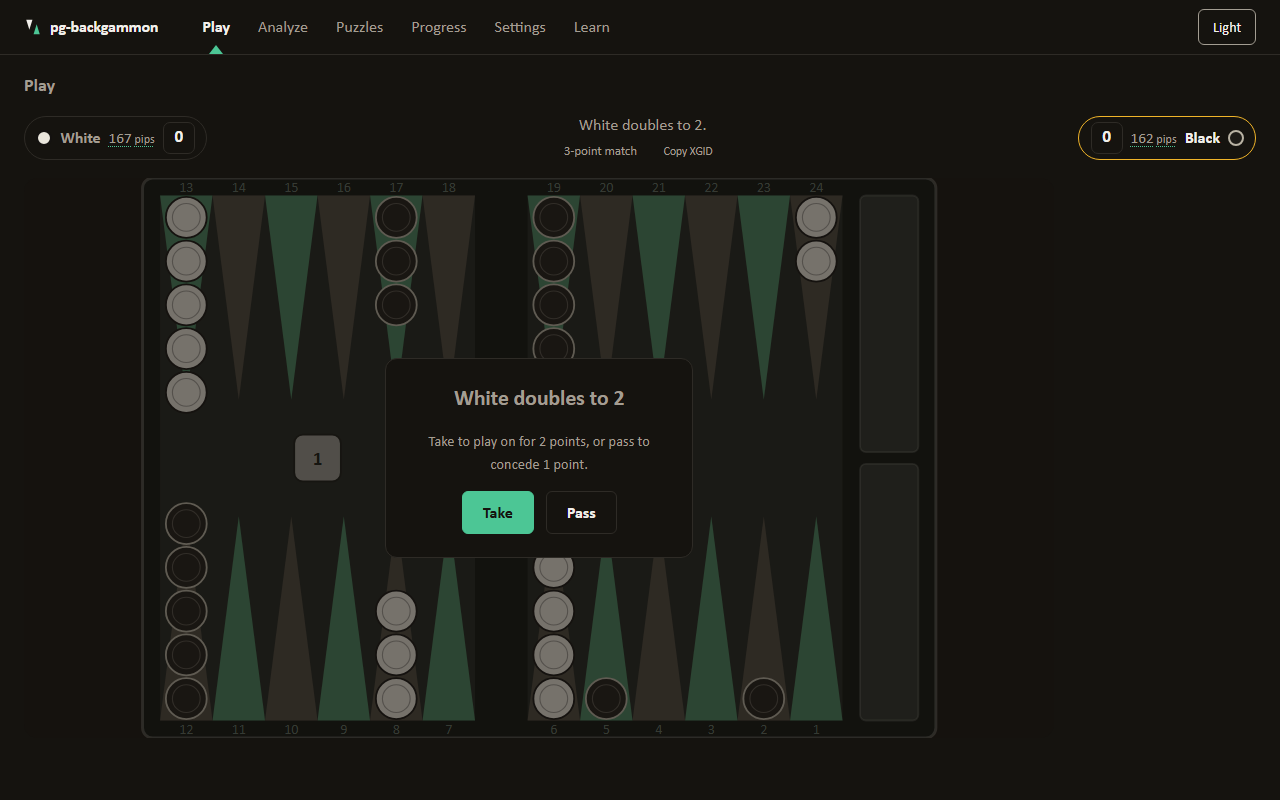 pg-backgammon Play Analyze Puzzles Progress Settings Learn Light
Play
White 167 pips 0
White doubles to 2.
3-point match Copy XGID
0 162 pips Black
13 14 15 16 17 18 19 20 21 22 23 24
White doubles to 2
Take to play on for 2 points, or pass to
concede 1 point.
1
Take Pass
12 11 10 9 8 7 6 5 4 3 2 1